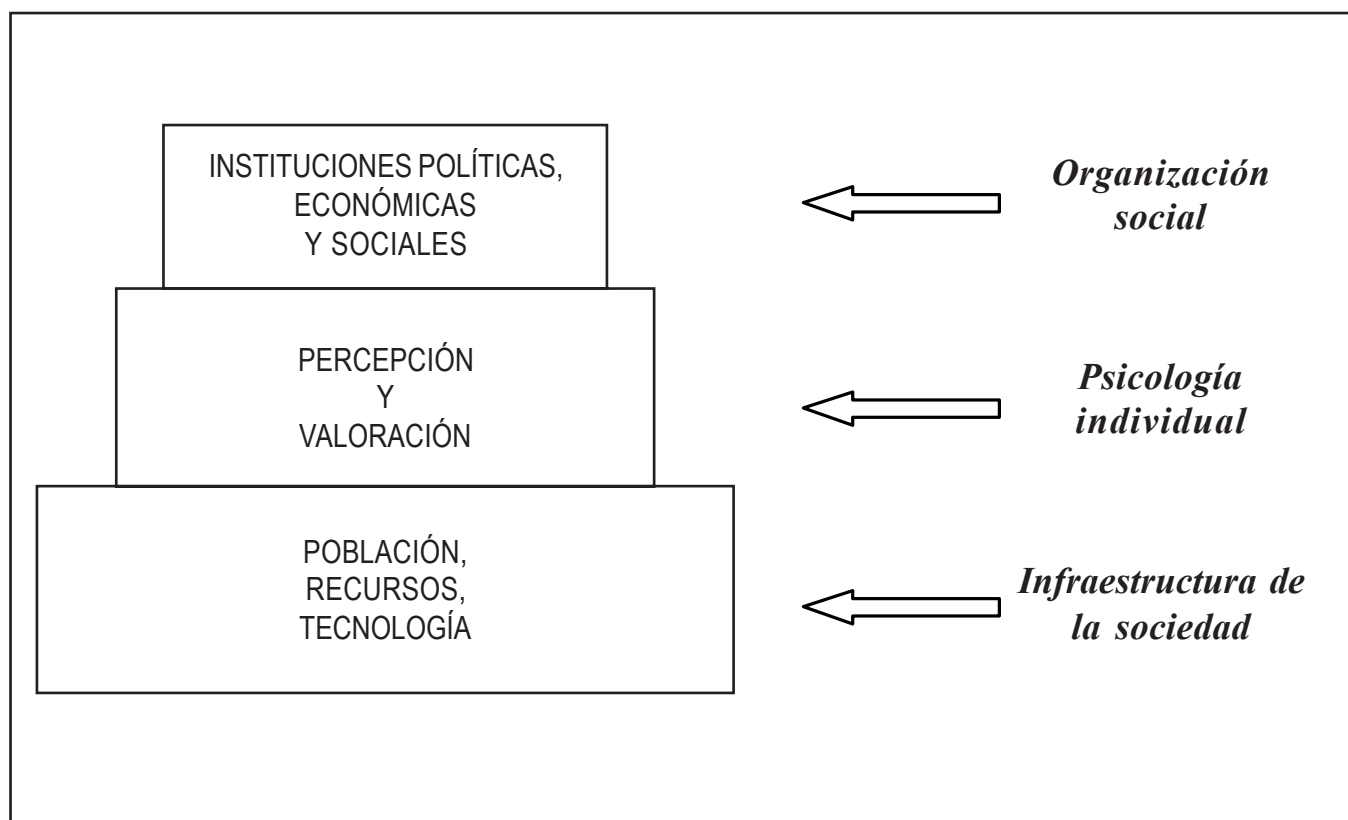 INSTITUCIONES POLÍTICAS,
ECONÓMICAS
Y SOCIALES
Organización
social
PERCEPCIÓN
Y
VALORACIÓN
Psicología
individual
POBLACIÓN,
RECURSOS,
TECNOLOGÍA
Infraestructura de
la sociedad